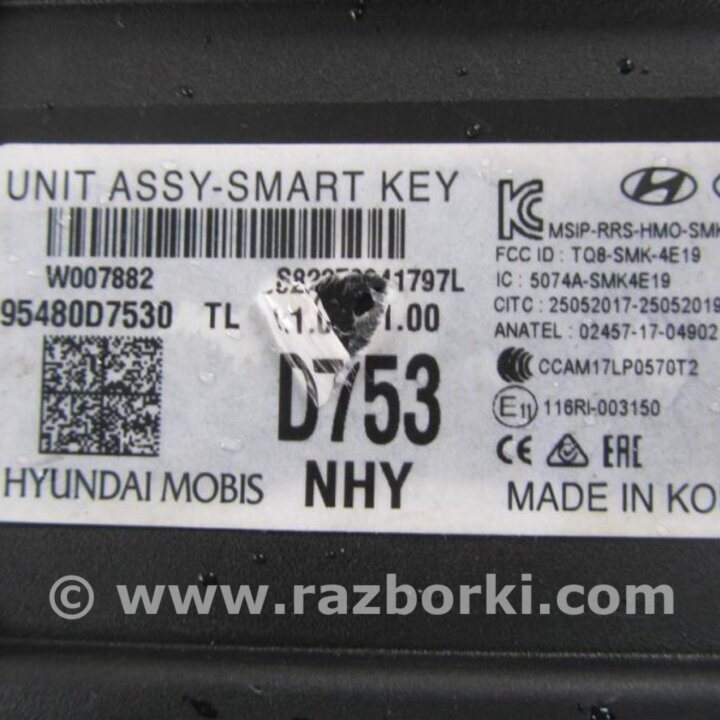 UNIT ASSY-SMART KEY
W007882
95480D7530 TL
D753
HYUNDAI MOBIS NHY
MSIP-RRS-HMO-SMK
FCC ID : TQ8-SMK-4E19
IC : 5074A-SMK4E19
CITC : 25052017-25052019
ANATEL : 02457-17-04902
CCAM17LP0570T2
E11 116RI-003150
CE EAC
MADE IN KO
© www.razborki.com